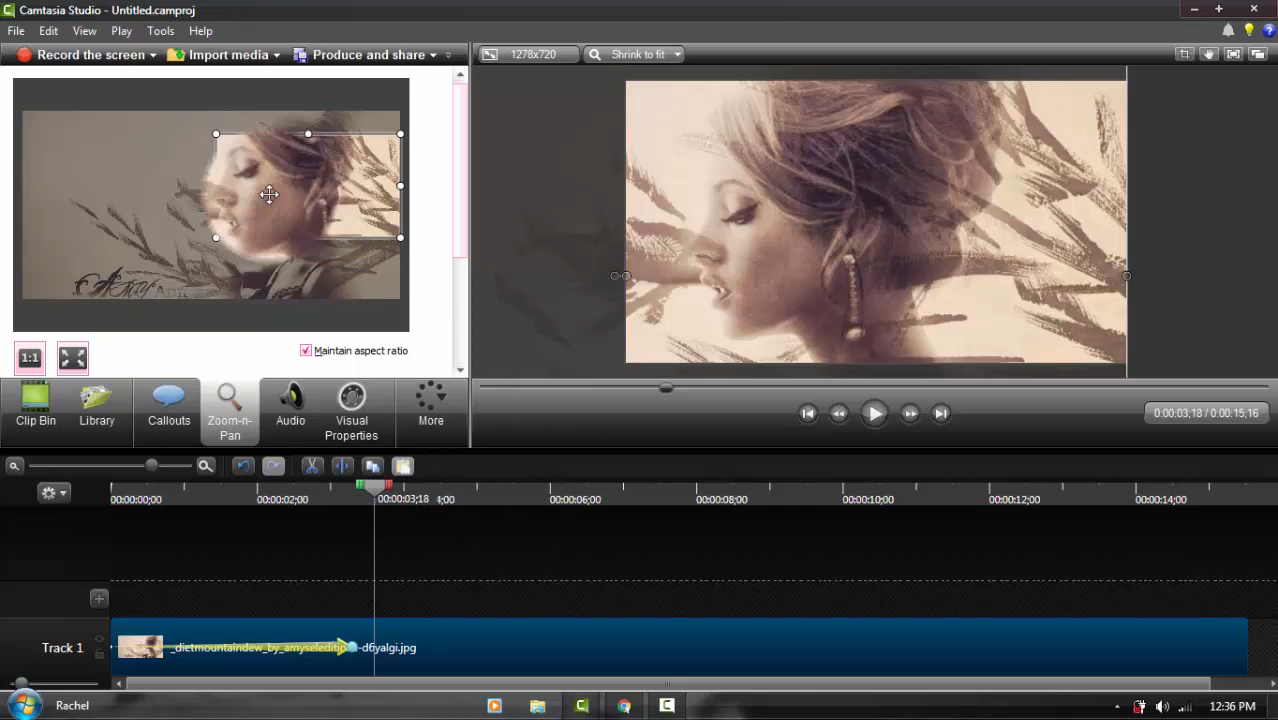 Camtasia Studio - Untitled.camproj
File Edit View Play Tools Help
Record the screen Import media Produce and share
1278x720 Shrink to fit
1:1 Maintain aspect ratio
Clip Bin Library Callouts Zoom-n-Pan Audio Visual Properties More
0:00:03;18 / 0:00:15;16
00:00:00;00 00:00:02;00 00:00:03;18 4;00 00:00:06;00 00:00:08;00 00:00:10;00 00:00:12;00 00:00:14;00
Track 1 _dietmountaindew_by_amyseleditio -d6yalgi.jpg
Rachel 12:36 PM